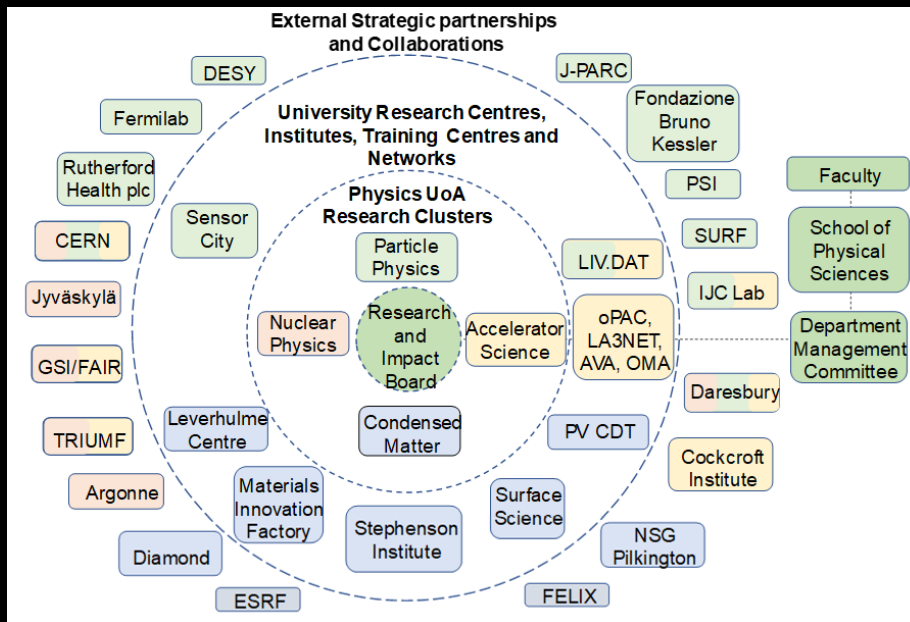 External Strategic partnerships
and Collaborations
DESY
J-PARC
Fermilab
Fondazione
Bruno
Kessler
University Research Centres,
Institutes, Training Centres and
Networks
Rutherford
Health plc
PSI
Faculty
Physics UoA
Research Clusters
Sensor
City
CERN
SURF
School of
Physical
Sciences
Particle
Physics
LIV.DAT
Jyväskylä
IJC Lab
Nuclear
Physics
Research
and
Impact
Board
Accelerator
Science
oPAC,
LA3NET,
AVA, OMA
Department
Management
Committee
GSI/FAIR
Daresbury
Leverhulme
Centre
Condensed
Matter
PV CDT
TRIUMF
Cockcroft
Institute
Argonne
Materials
Innovation
Factory
Stephenson
Institute
Surface
Science
NSG
Pilkington
Diamond
ESRF
FELIX